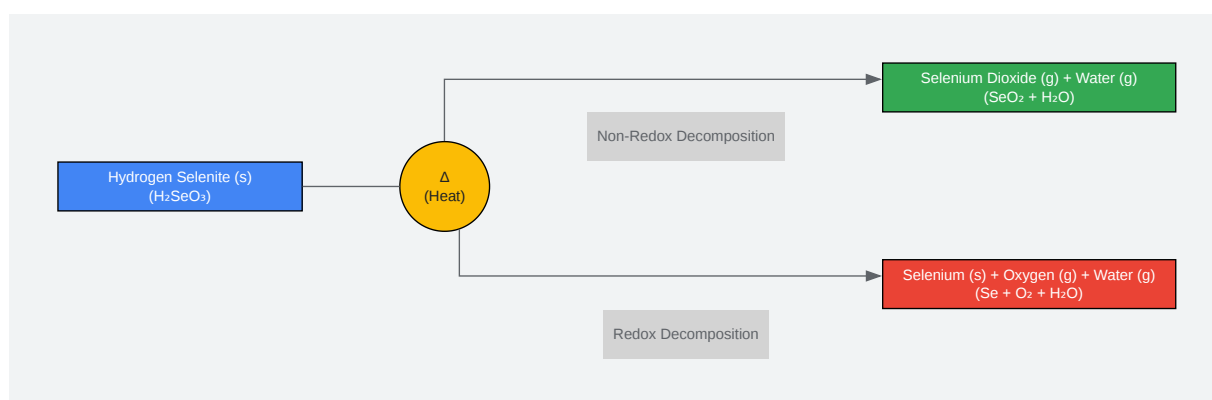 Selenium Dioxide (g) + Water (g)
(SeO₂ + H₂O)
Non-Redox Decomposition
Hydrogen Selenite (s)
(H₂SeO₃)
Δ
(Heat)
Selenium (s) + Oxygen (g) + Water (g)
(Se + O₂ + H₂O)
Redox Decomposition